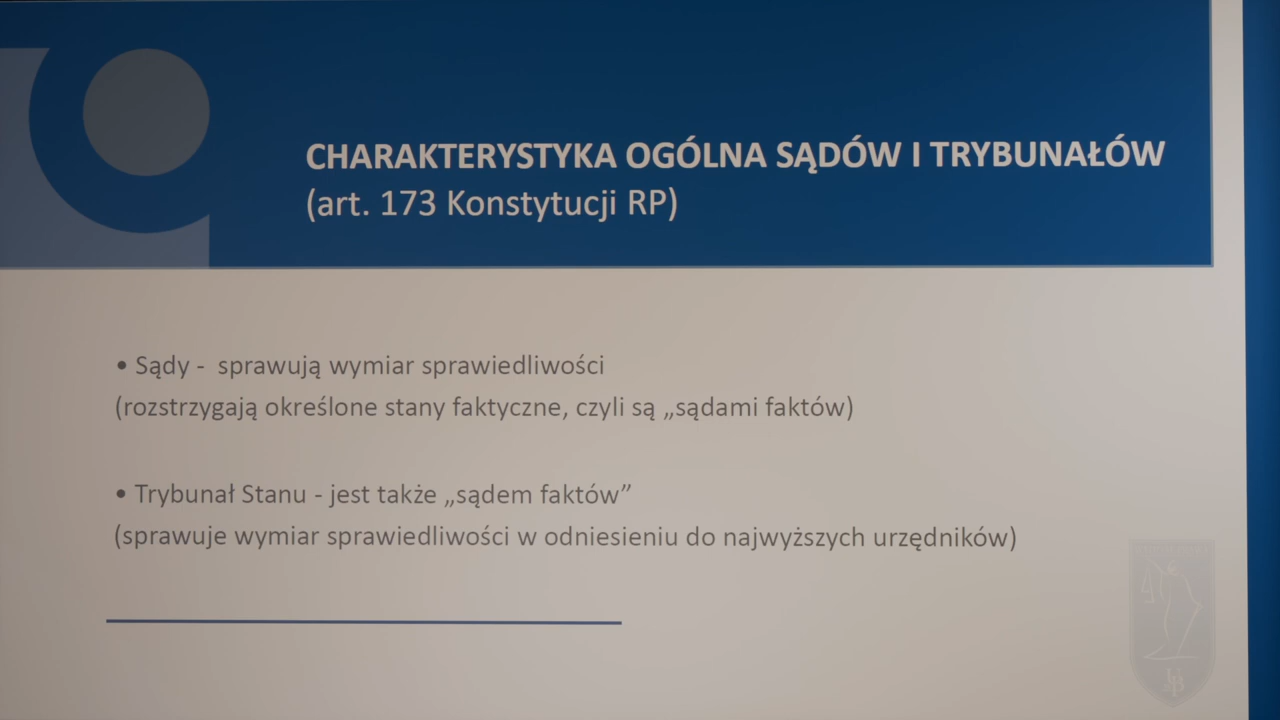 CHARAKTERYSTYKA OGÓLNA SĄDÓW I TRYBUNAŁÓW
(art. 173 Konstytucji RP)
• Sądy - sprawują wymiar sprawiedliwości
(rozstrzygają określone stany faktyczne, czyli są „sądami faktów)
• Trybunał Stanu - jest także „sądem faktów”
(sprawuje wymiar sprawiedliwości w odniesieniu do najwyższych urzędników)